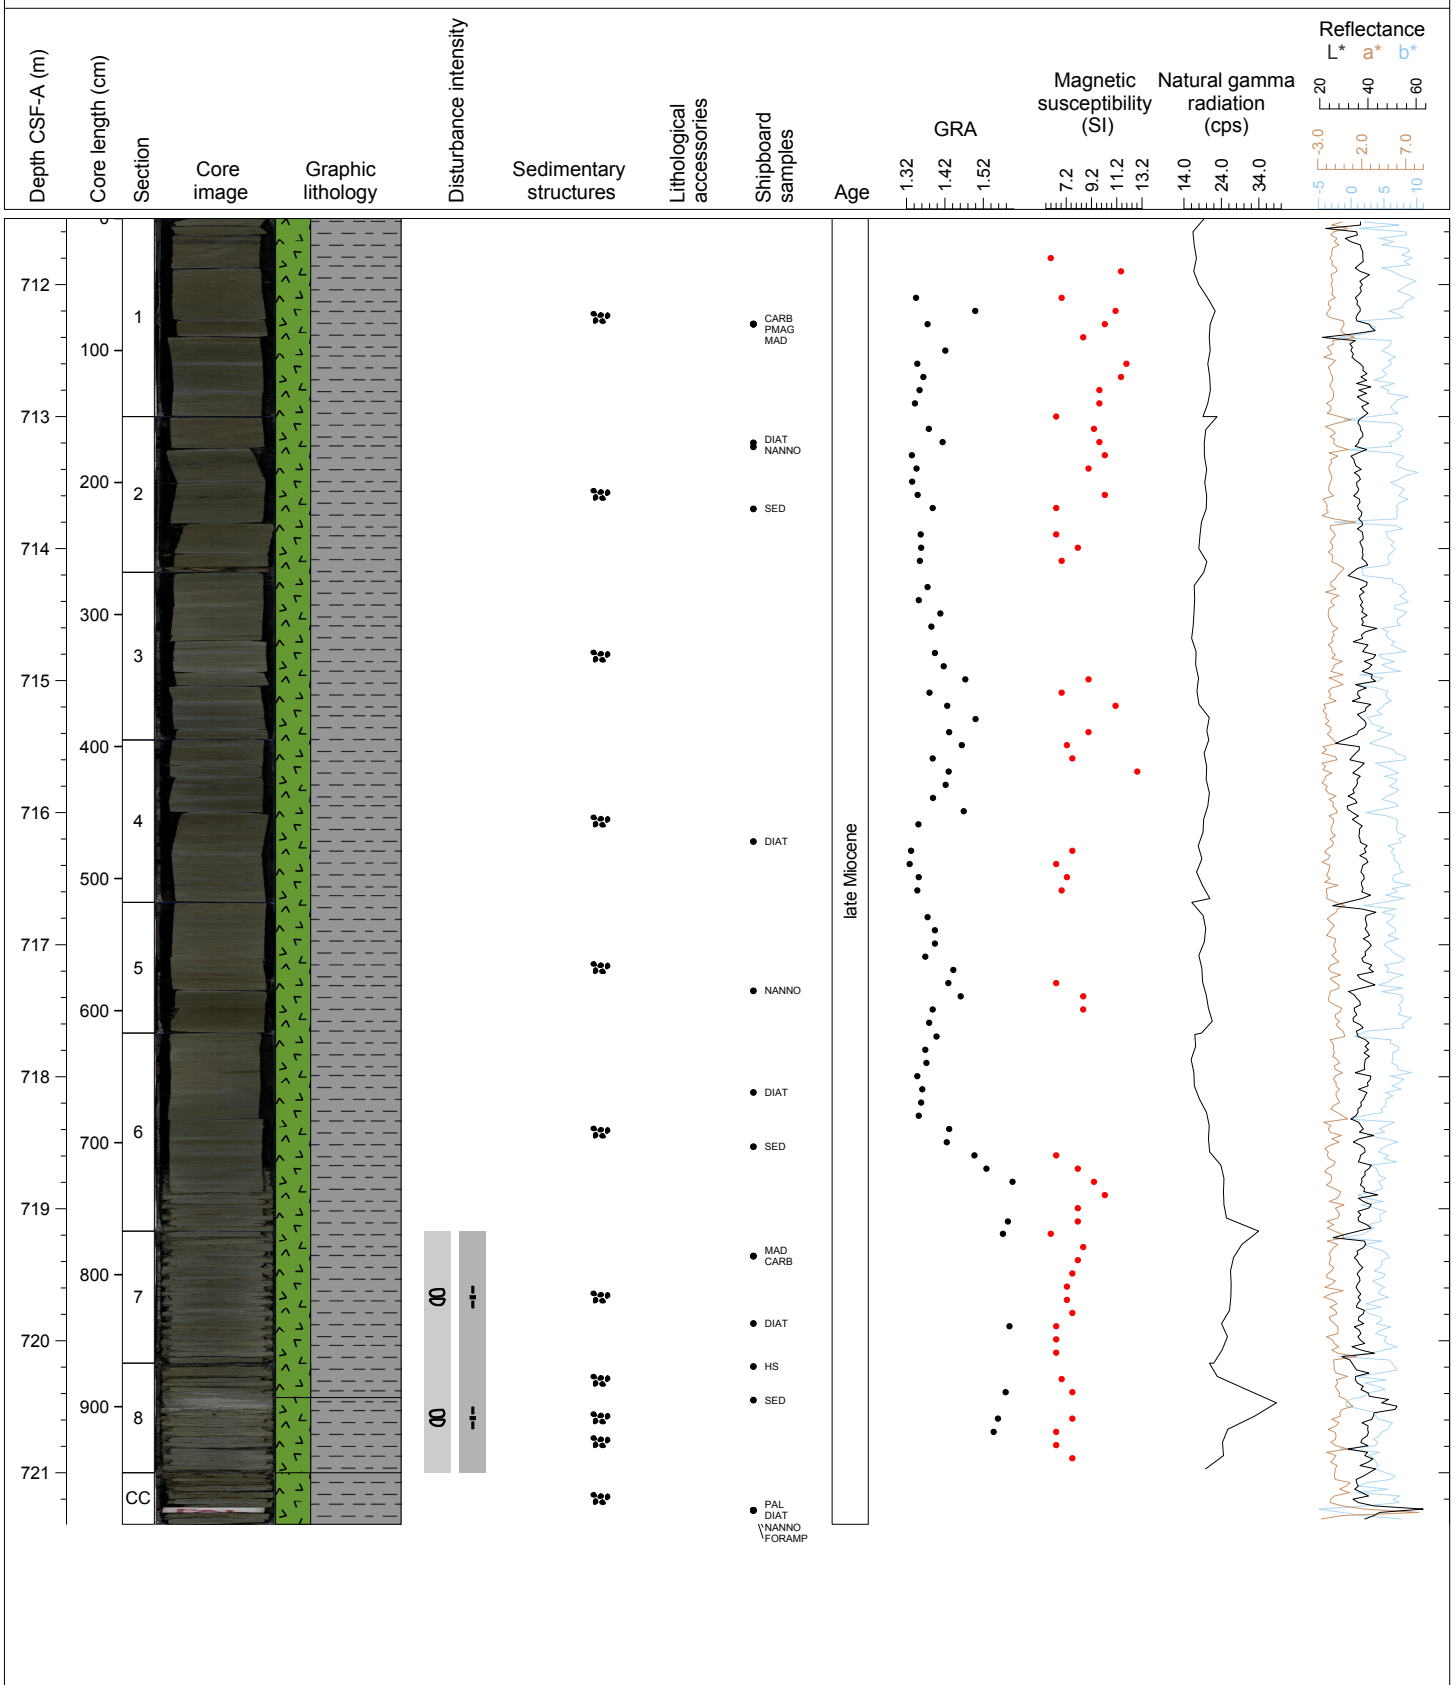 Depth CSF-A (m)
Core length (cm)
Section
Core
image
Graphic
lithology
Disturbance intensity
Sedimentary
structures
Lithological
accessories
Shipboard
samples
Age
GRA
1.32
1.42
1.52
Magnetic
susceptibility
(SI)
7.2
9.2
11.2
13.2
Natural gamma
radiation
(cps)
14.0
24.0
34.0
Reflectance
L* a* b*
20
40
60
-3.0
2.0
7.0
-5
0
5
10
0
712
1
CARB
PMAG
MAD
100
713
DIAT
NANNO
200
2
SED
714
300
3
715
400
716
4
DIAT
late Miocene
500
717
5
NANNO
600
718
DIAT
6
700
SED
719
MAD
CARB
800
7
DIAT
720
HS
900
8
SED
721
CC
PAL
DIAT
NANNO
FORAMP